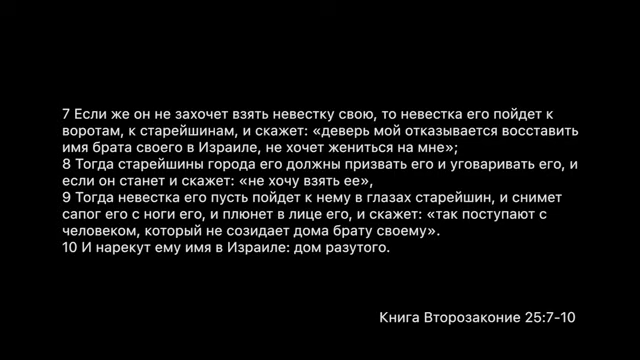 7 Если же он не захочет взять невестку свою, то невестка его пойдет к
воротам, к старейшинам, и скажет: «деверь мой отказывается восставить
имя брата своего в Израиле, не хочет жениться на мне»;
8 Тогда старейшины города его должны призвать его и уговаривать его, и
если он станет и скажет: «не хочу взять ее»,
9 Тогда невестка его пусть пойдет к нему в глазах старейшин, и снимет
сапог его с ноги его, и плюнет в лице его, и скажет: «так поступают с
человеком, который не созидает дома брату своему».
10 И нарекут ему имя в Израиле: дом разутого.
Книга Второзаконие 25:7-10